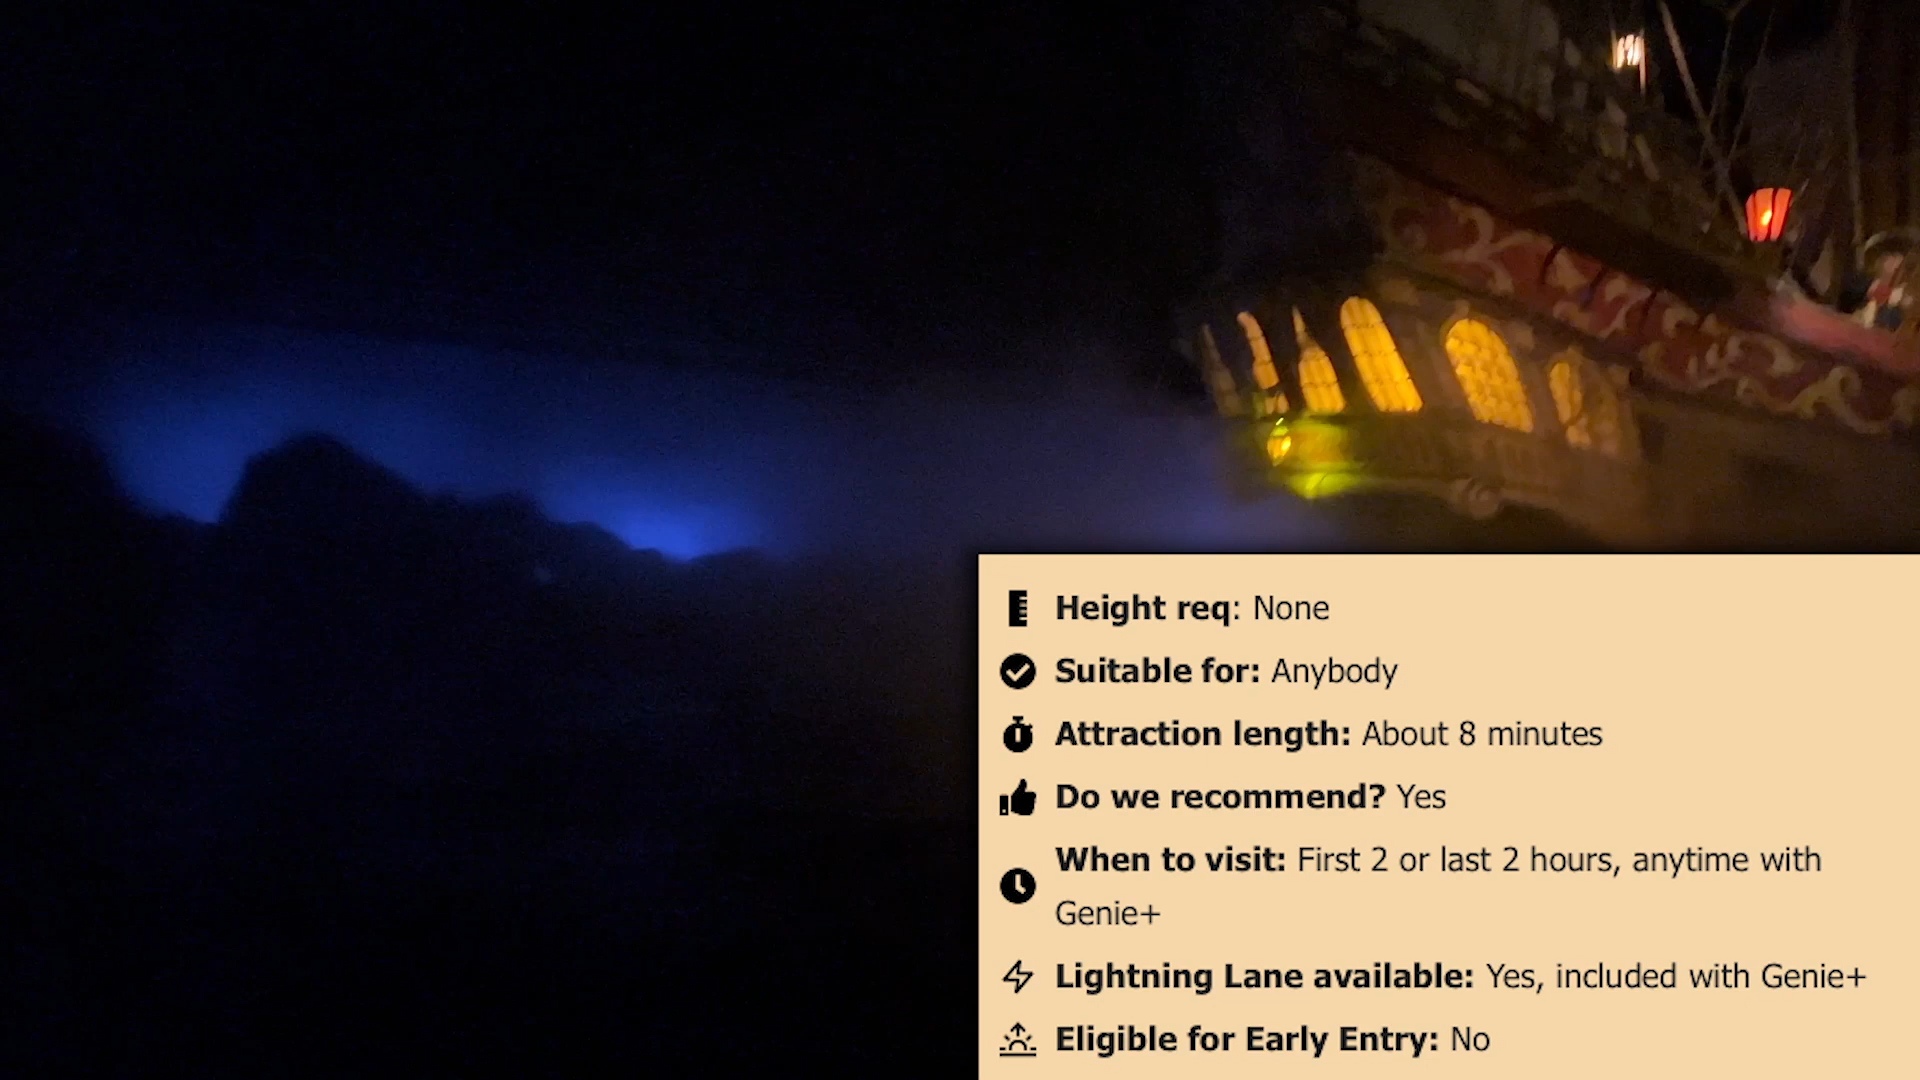 Height req: None
Suitable for: Anybody
Attraction length: About 8 minutes
Do we recommend? Yes
When to visit: First 2 or last 2 hours, anytime with
Genie+
Lightning Lane available: Yes, included with Genie+
Eligible for Early Entry: No